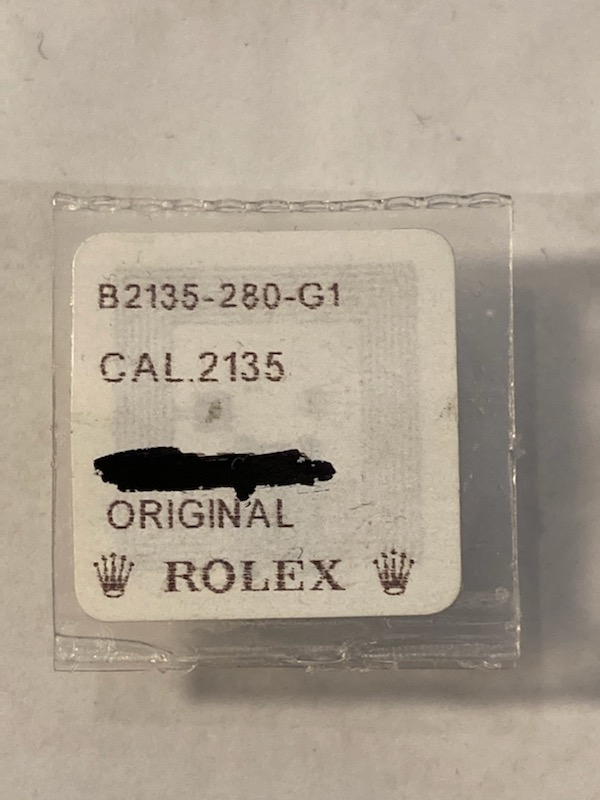 B2135-280-G1
CAL.2135
ORIGINAL
ROLEX